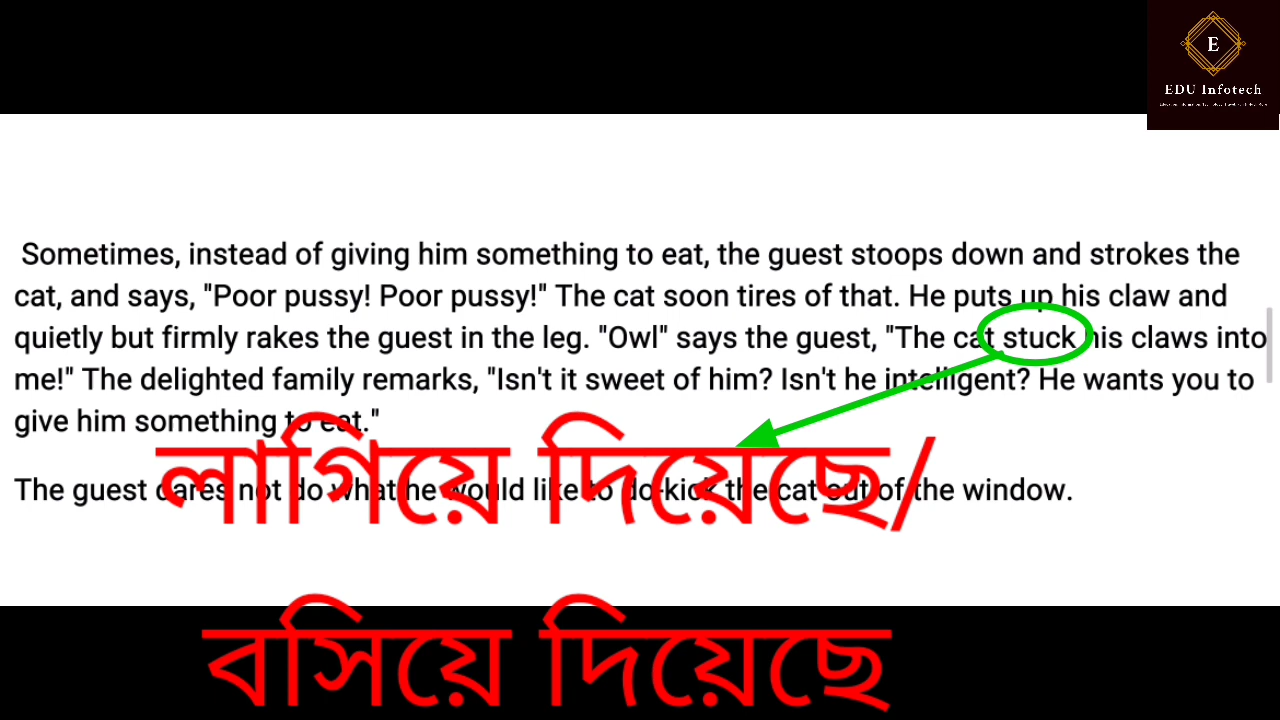 E
EDU Infotech
Sometimes, instead of giving him something to eat, the guest stoops down and strokes the
cat, and says, "Poor pussy! Poor pussy!" The cat soon tires of that. He puts up his claw and
quietly but firmly rakes the guest in the leg. "Owl" says the guest, "The cat stuck his claws into
me!" The delighted family remarks, "Isn't it sweet of him? Isn't he intelligent? He wants you to
give him something to eat."
লাগিয়ে দিয়েছে/
The guest dares not do what he would like to do-kick the cat out of the window.
বসিয়ে দিয়েছে